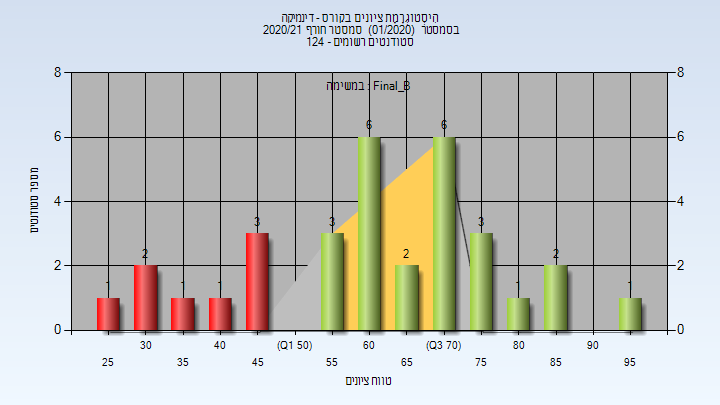 היסטוגרמת ציונים בקורס - דינמיקה
בסמסטר (01/2020) סמסטר חורף 2020/21
סטודנטים רשומים - 124
במשימה : Final_B
8 8
6 6
4 4
2 2
0 0
1 2 1 1 3 3 6 2 6 3 1 2 1
מספר סטודנטים
30 40 (Q1 50) 60 (Q3 70) 80 90
25 35 45 55 65 75 85 95
טווח ציונים